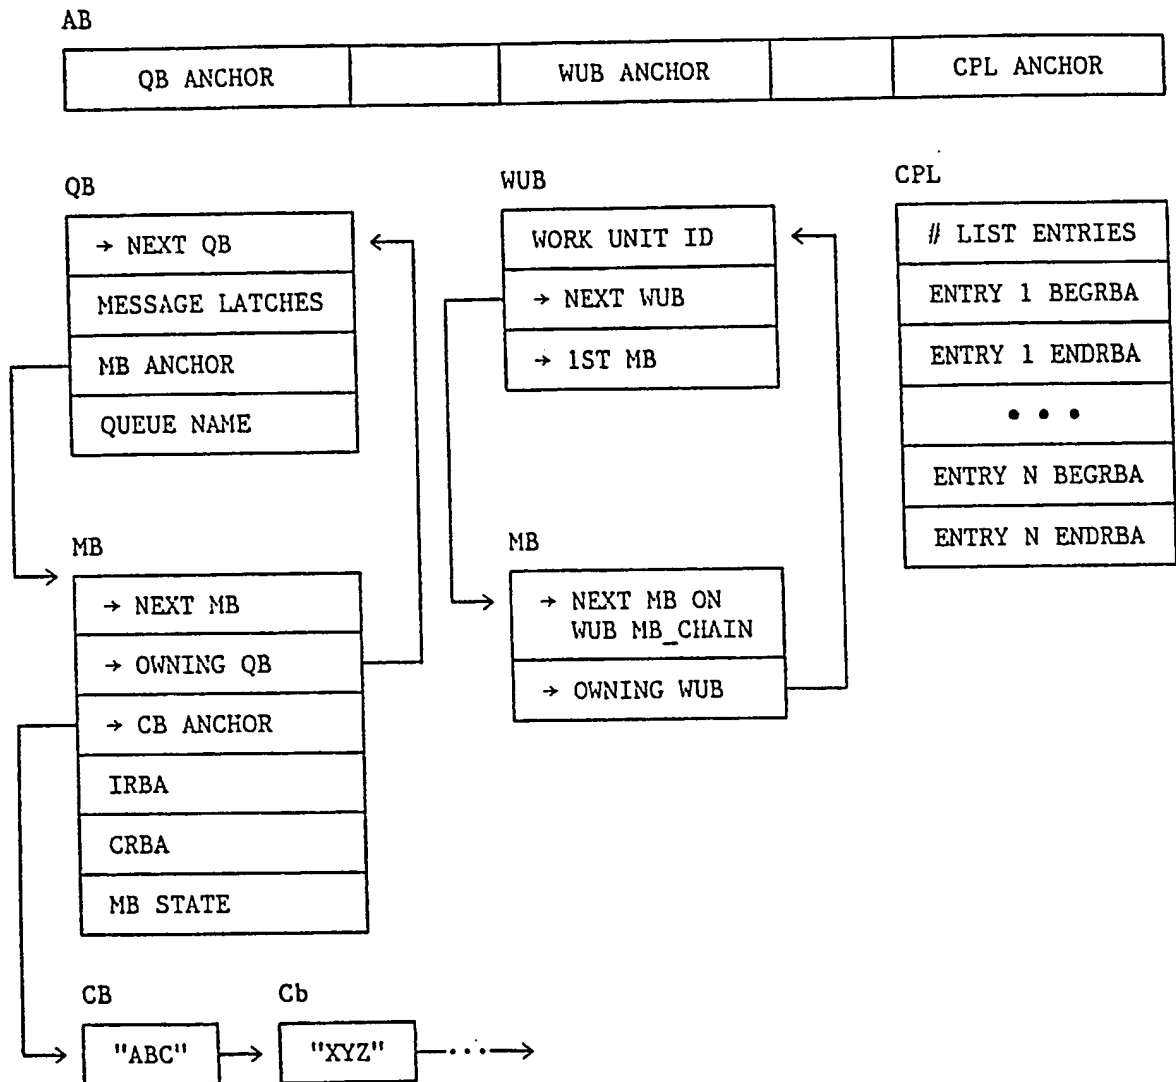 AB
QB ANCHOR
WUB ANCHOR
CPL ANCHOR
QB
→ NEXT QB
MESSAGE LATCHES
MB ANCHOR
QUEUE NAME
WUB
WORK UNIT ID
→ NEXT WUB
→ 1ST MB
CPL
# LIST ENTRIES
ENTRY 1 BEGRBA
ENTRY 1 ENDRBA
• • •
ENTRY N BEGRBA
ENTRY N ENDRBA
MB
→ NEXT MB
→ OWNING QB
→ CB ANCHOR
IRBA
CRBA
MB STATE
MB
→ NEXT MB ON
WUB MB_CHAIN
→ OWNING WUB
CB
"ABC"
Cb
"XYZ"